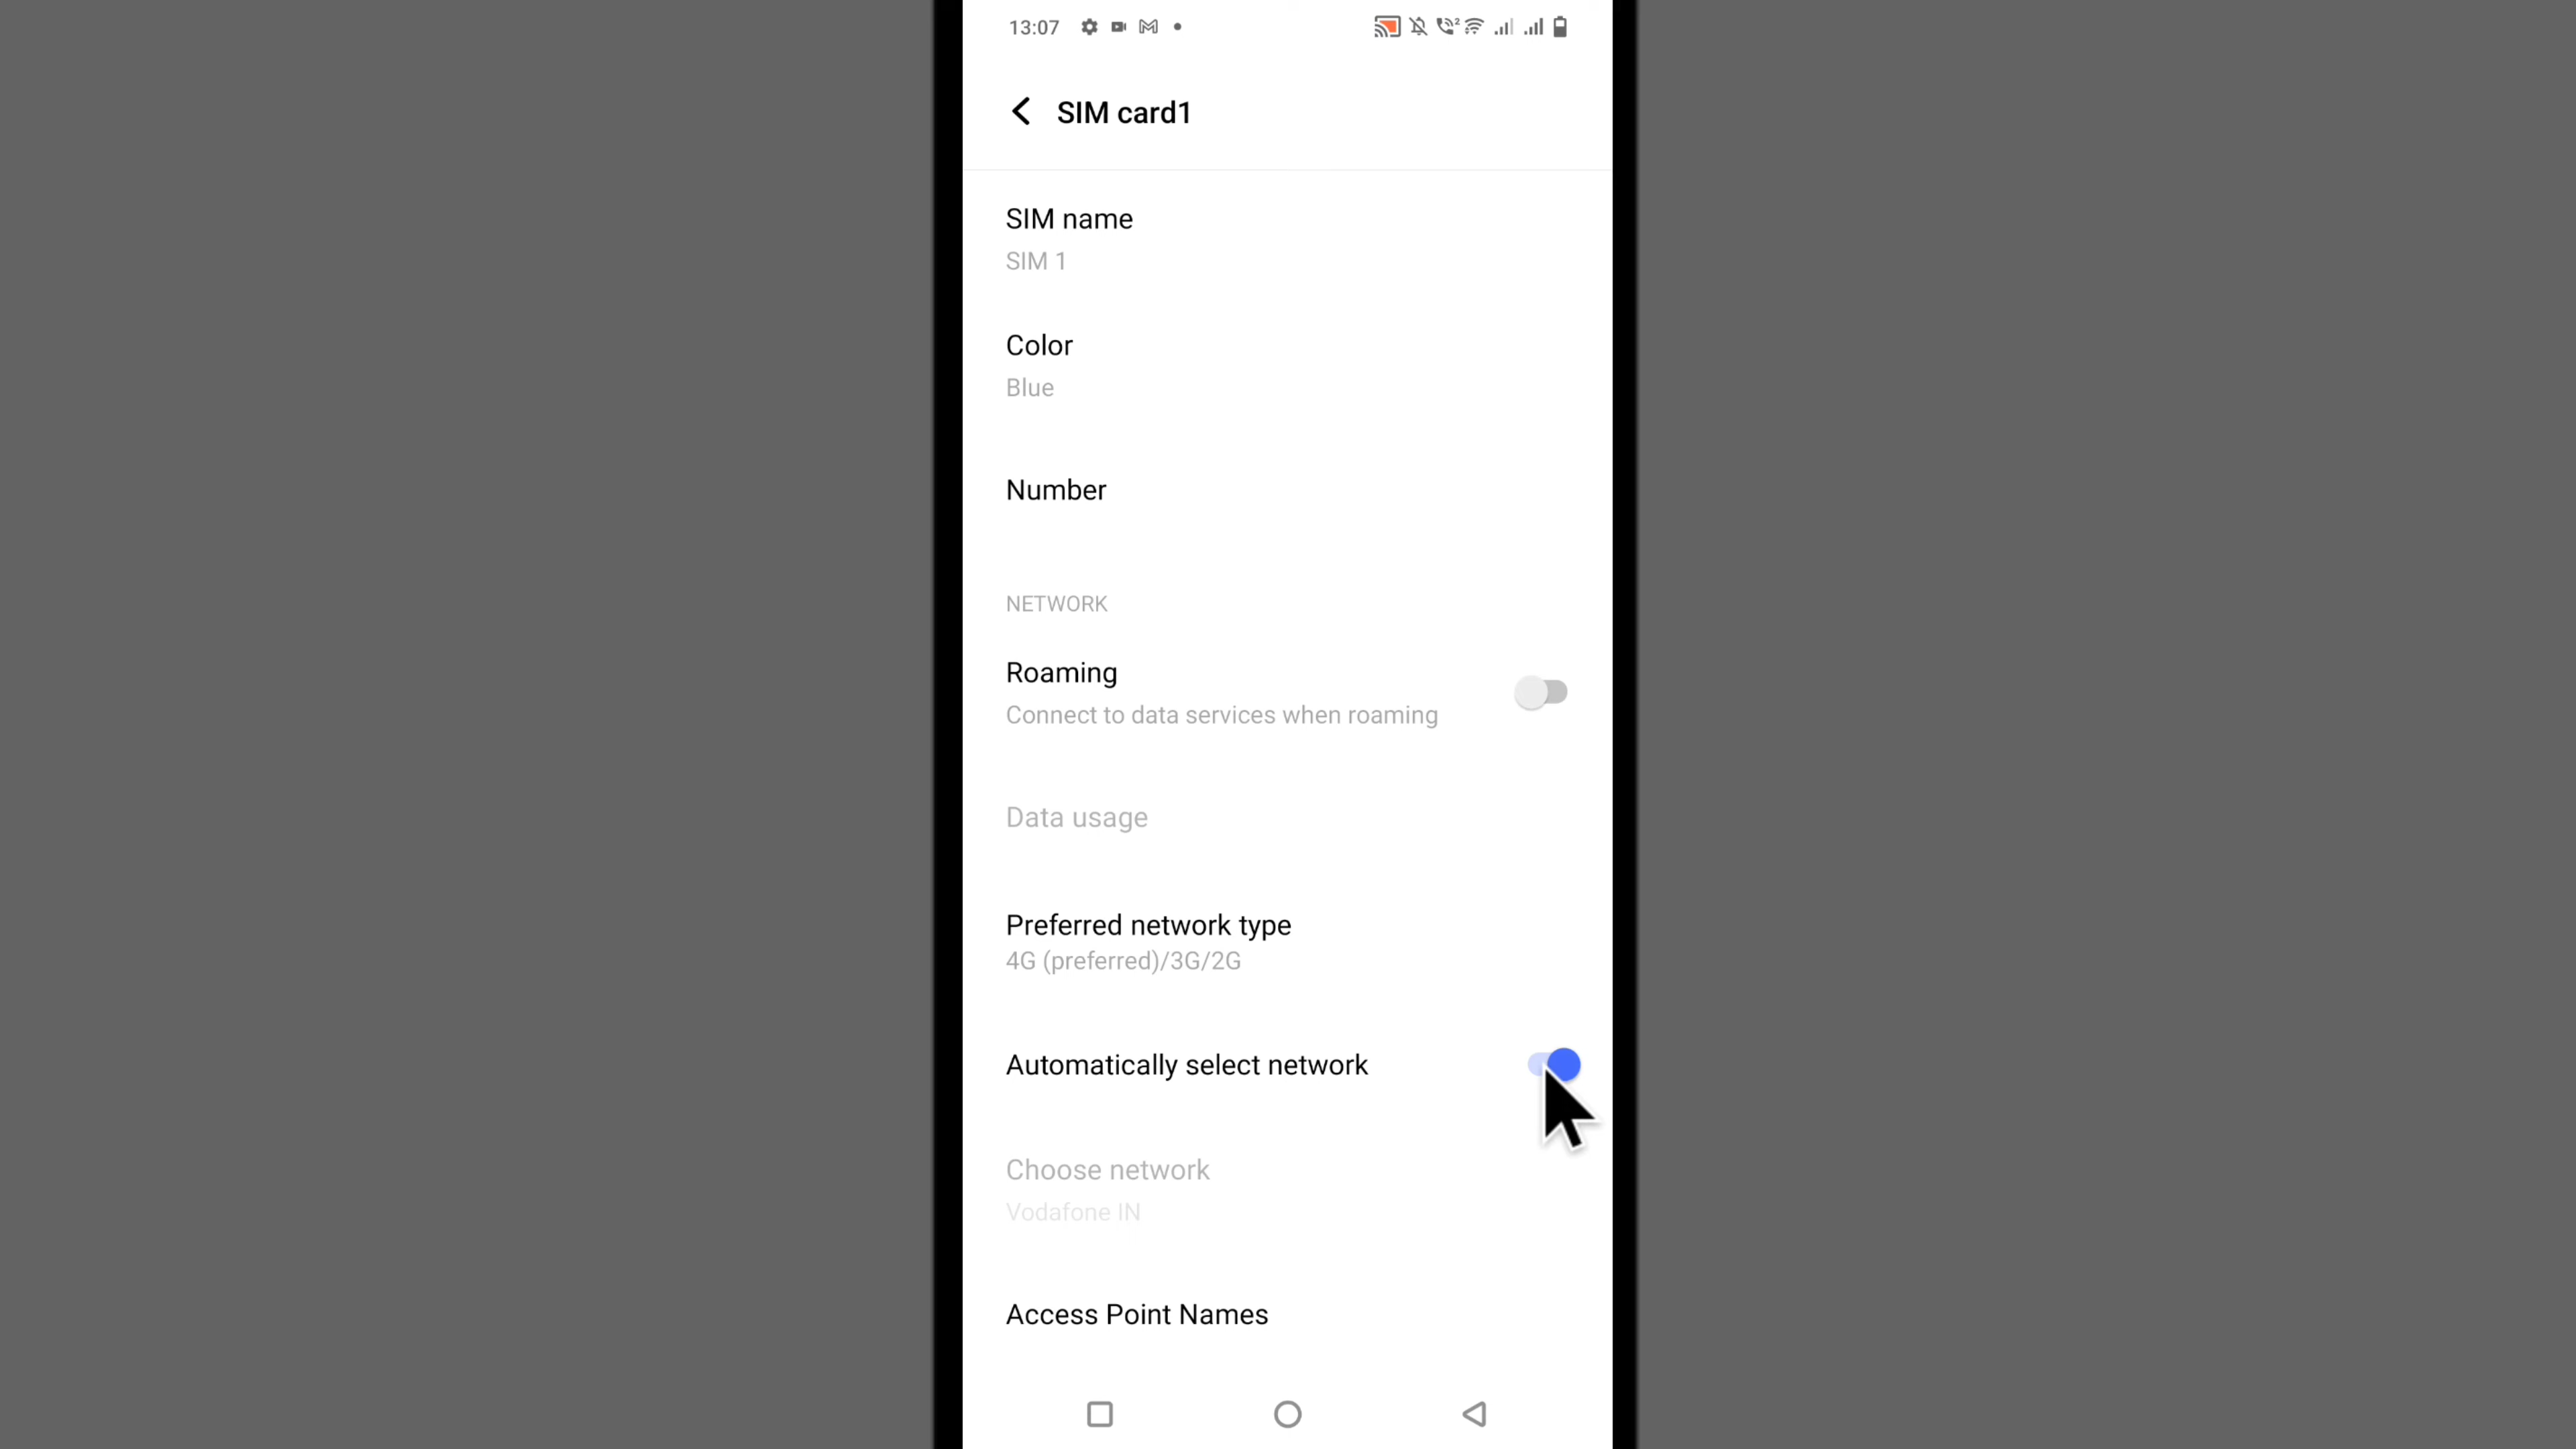 13:07
SIM card1
SIM name
SIM 1
Color
Blue
Number
NETWORK
Roaming
Connect to data services when roaming
Data usage
Preferred network type
4G (preferred)/3G/2G
Automatically select network
Choose network
Vodafone IN
Access Point Names